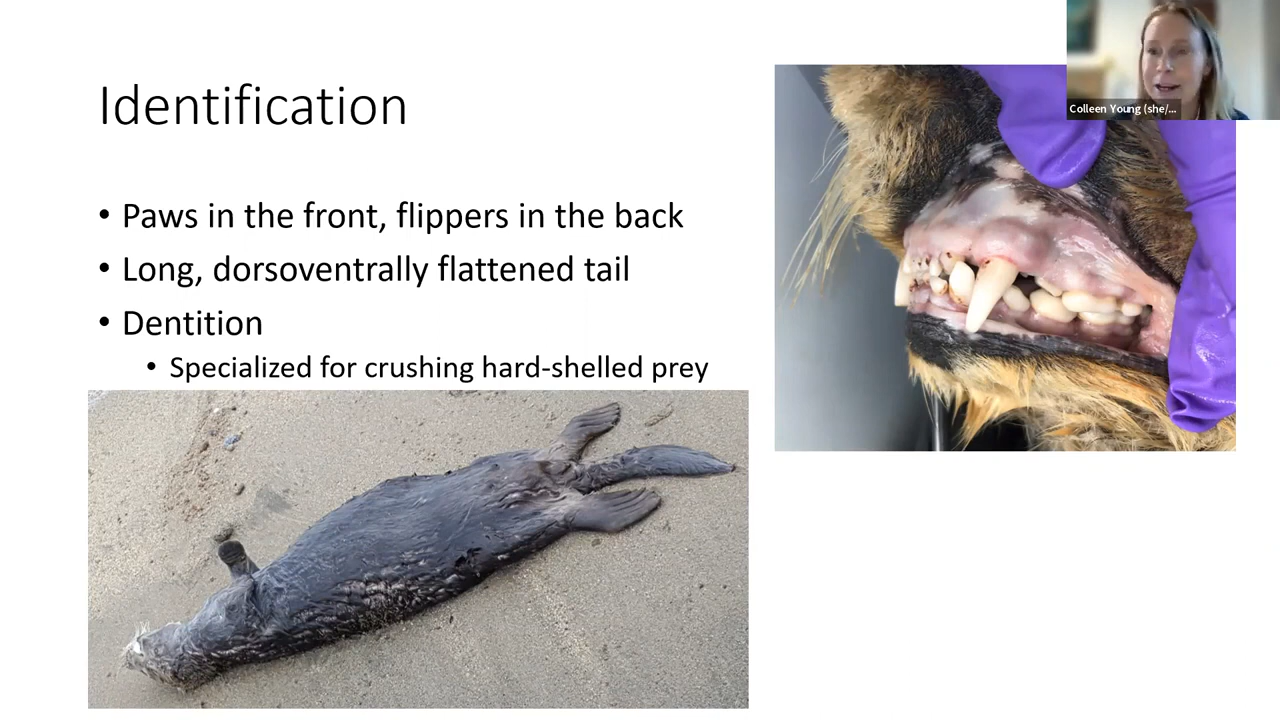 Identification
• Paws in the front, flippers in the back
• Long, dorsoventrally flattened tail
• Dentition
• Specialized for crushing hard-shelled prey
Colleen Young (she/...